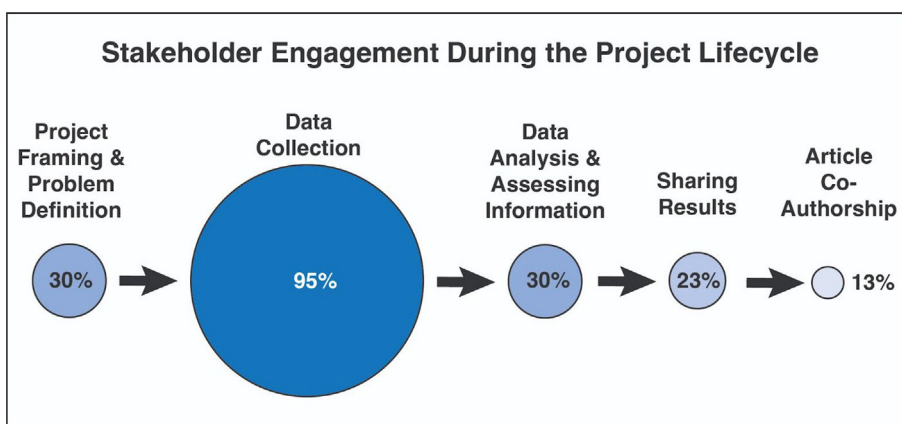 Stakeholder Engagement During the Project Lifecycle
Project
Framing &
Problem
Definition
30%
Data
Collection
95%
Data
Analysis &
Assessing
Information
30%
Sharing
Results
23%
Article
Co-
Authorship
13%